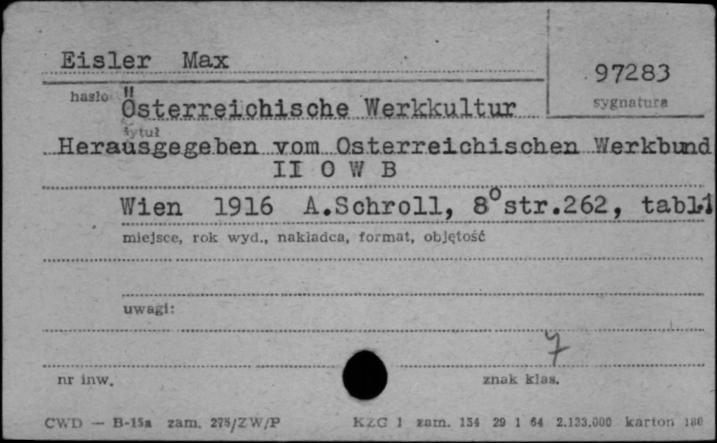 Eisler Max
97283
hasło
sygnatura
Österreichische Werkkultur
tytuł
Herausgegeben vom Osterreichischen Werkbund
II O W B
Wien 1916 A.Schroll, 8° str.262, tabl.1
miejsce, rok wyd., nakładca, format, objętość
uwagi:
7
nr inw.
znak klas.
CWD — B-15a zam. 275/ZW/P KZG 1 zam. 154 29 1 64 2.133.000 karton 180